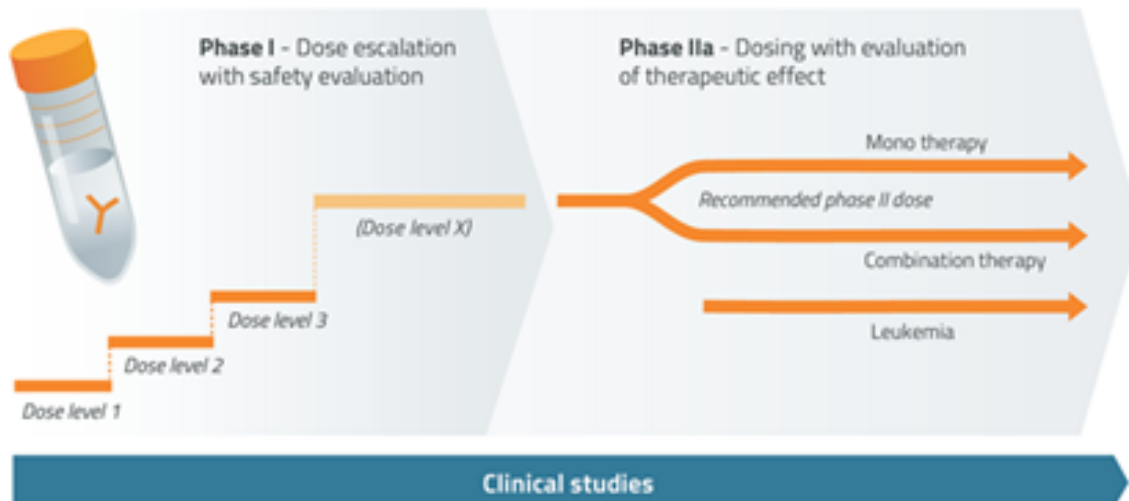 Phase I - Dose escalation
with safety evaluation
Phase IIa - Dosing with evaluation
of therapeutic effect
Mono therapy
Recommended phase II dose
(Dose level X)
Combination therapy
Dose level 3
Leukemia
Dose level 2
Dose level 1
Clinical studies